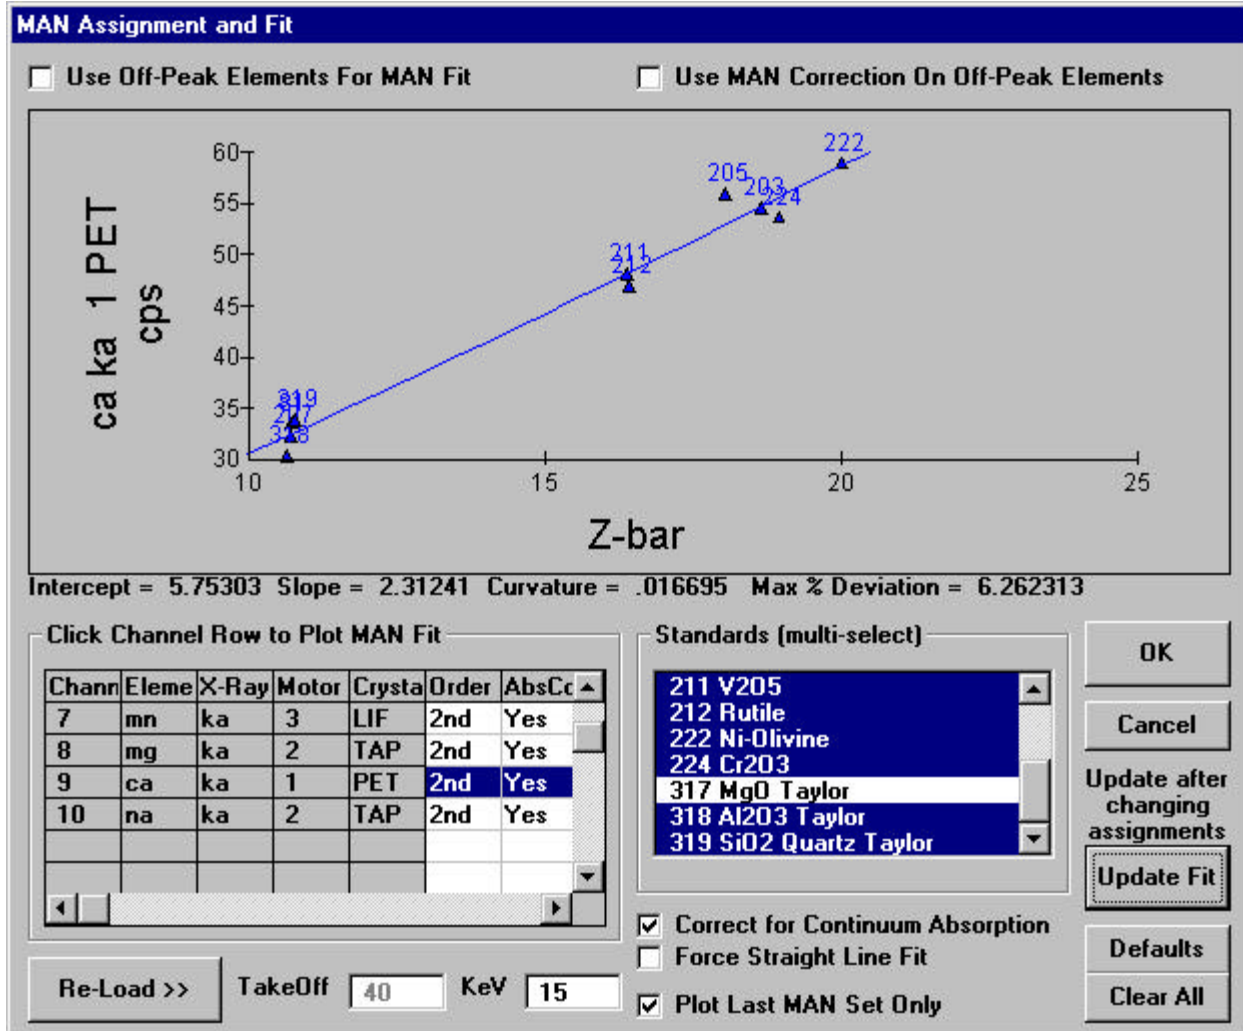 MAN Assignment and Fit
Use Off-Peak Elements For MAN Fit
Use MAN Correction On Off-Peak Elements
ca ka 1 PET
cps
60
55
50
45
40
35
30
10
15
20
25
222
205
203
224
211
212
319
Z-bar
Intercept = 5.75303 Slope = 2.31241 Curvature = .016695 Max % Deviation = 6.262313
Click Channel Row to Plot MAN Fit
Chann Eleme X-Ray Motor Crysta Order AbsCc
7 mn ka 3 LIF 2nd Yes
8 mg ka 2 TAP 2nd Yes
9 ca ka 1 PET 2nd Yes
10 na ka 2 TAP 2nd Yes
Standards (multi-select)
211 V2O5
212 Rutile
222 Ni-Olivine
224 Cr2O3
317 MgO Taylor
318 Al2O3 Taylor
319 SiO2 Quartz Taylor
OK
Cancel
Update after
changing
assignments
Update Fit
Defaults
Clear All
Correct for Continuum Absorption
Force Straight Line Fit
Plot Last MAN Set Only
Re-Load >>
TakeOff 40 KeV 15